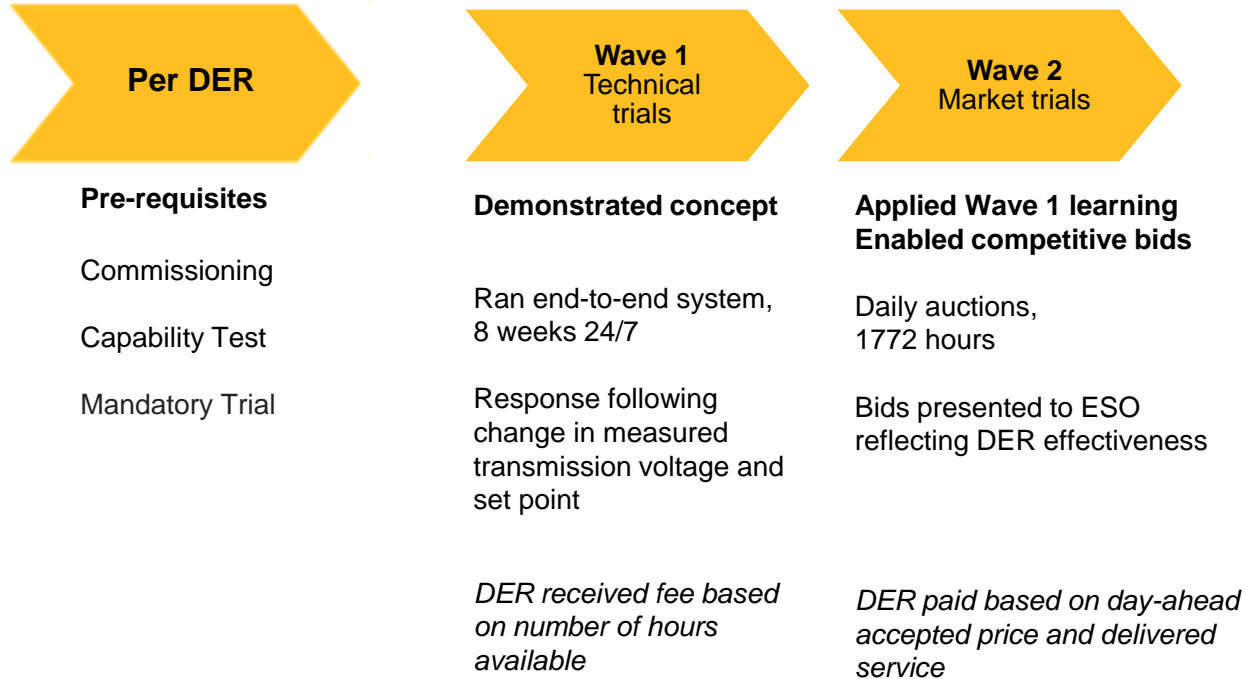 Per DER
Pre-requisites
Commissioning
Capability Test
Mandatory Trial
Wave 1
Technical
trials
Demonstrated concept
Ran end-to-end system,
8 weeks 24/7
Response following
change in measured
transmission voltage and
set point
DER received fee based
on number of hours
available
Wave 2
Market trials
Applied Wave 1 learning
Enabled competitive bids
Daily auctions,
1772 hours
Bids presented to ESO
reflecting DER effectiveness
DER paid based on day-ahead
accepted price and delivered
service